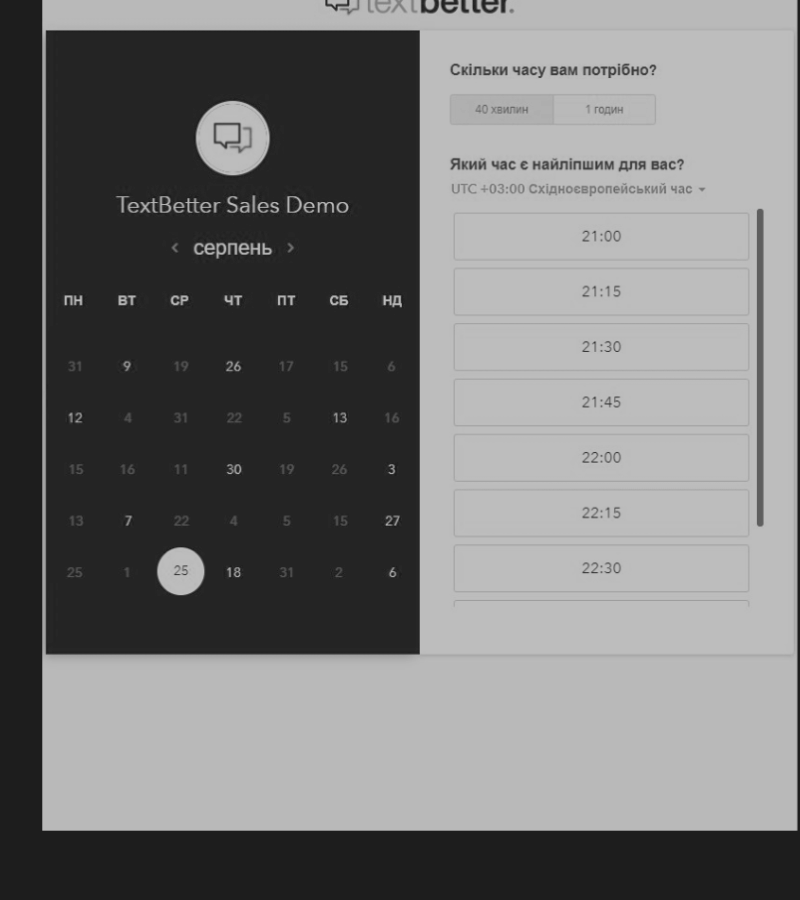 textbetter.
TextBetter Sales Demo
< серпень >
ПН ВТ СР ЧТ ПТ СБ НД
31 9 19 26 17 15 6
12 4 31 22 5 13 16
15 16 11 30 19 26 3
13 7 22 4 5 15 27
25 1 25 18 31 2 6
Скільки часу вам потрібно?
40 хвилин 1 годин
Який час є найліпшим для вас?
UTC +03:00 Східноєвропейський час
21:00
21:15
21:30
21:45
22:00
22:15
22:30